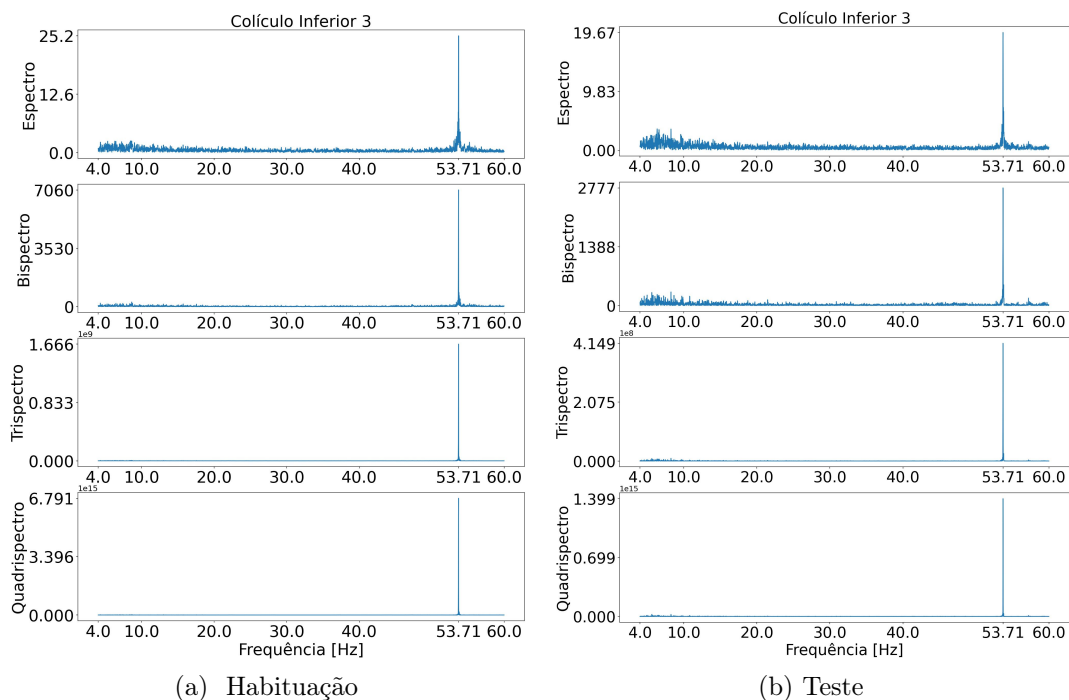 Colículo Inferior 3
25.2
12.6
0.0
Espectro
4.0 10.0 20.0 30.0 40.0 53.71 60.0
7060
3530
0
Bispectro
4.0 10.0 20.0 30.0 40.0 53.71 60.0
1e9
1.666
0.833
0.000
Trispectro
4.0 10.0 20.0 30.0 40.0 53.71 60.0
1e15
6.791
3.396
0.000
Quadrispectro
4.0 10.0 20.0 30.0 40.0 53.71 60.0
Frequência [Hz]
(a) Habituação
Colículo Inferior 3
19.67
9.83
0.00
Espectro
4.0 10.0 20.0 30.0 40.0 53.71 60.0
2777
1388
0
Bispectro
4.0 10.0 20.0 30.0 40.0 53.71 60.0
1e8
4.149
2.075
0.000
Trispectro
4.0 10.0 20.0 30.0 40.0 53.71 60.0
1e15
1.399
0.699
0.000
Quadrispectro
4.0 10.0 20.0 30.0 40.0 53.71 60.0
Frequência [Hz]
(b) Teste